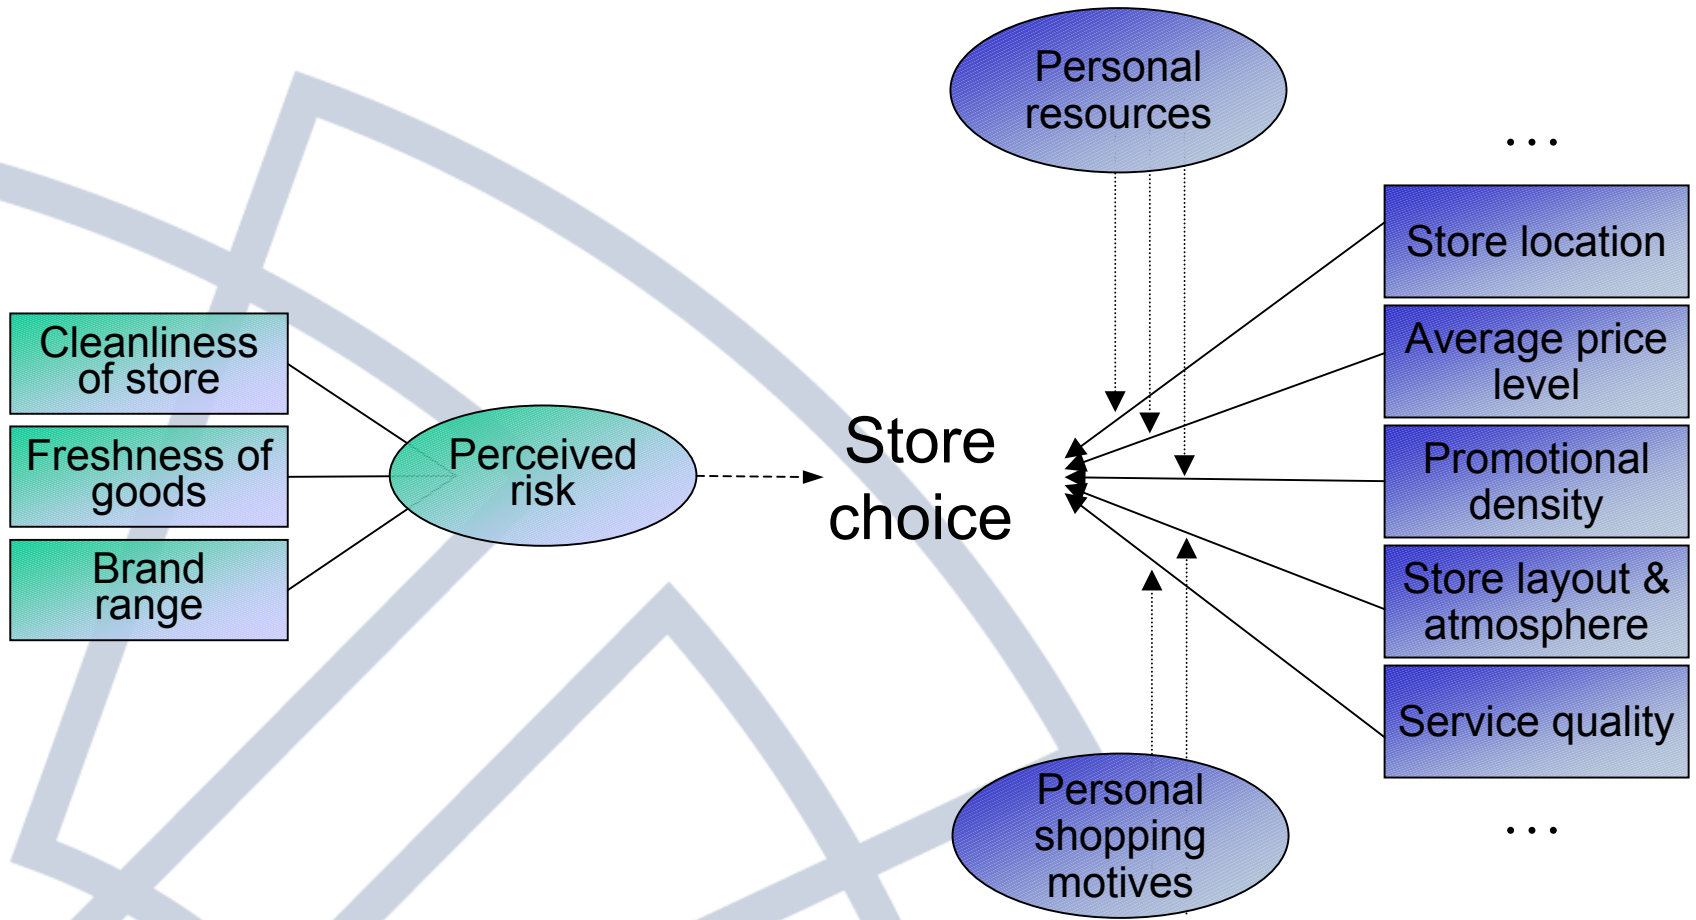 Personal
resources
...
Store location
Average price
level
Promotional
density
Store layout &
atmosphere
Service quality
...
Cleanliness
of store
Freshness of
goods
Brand
range
Perceived
risk
Store
choice
Personal
shopping
motives